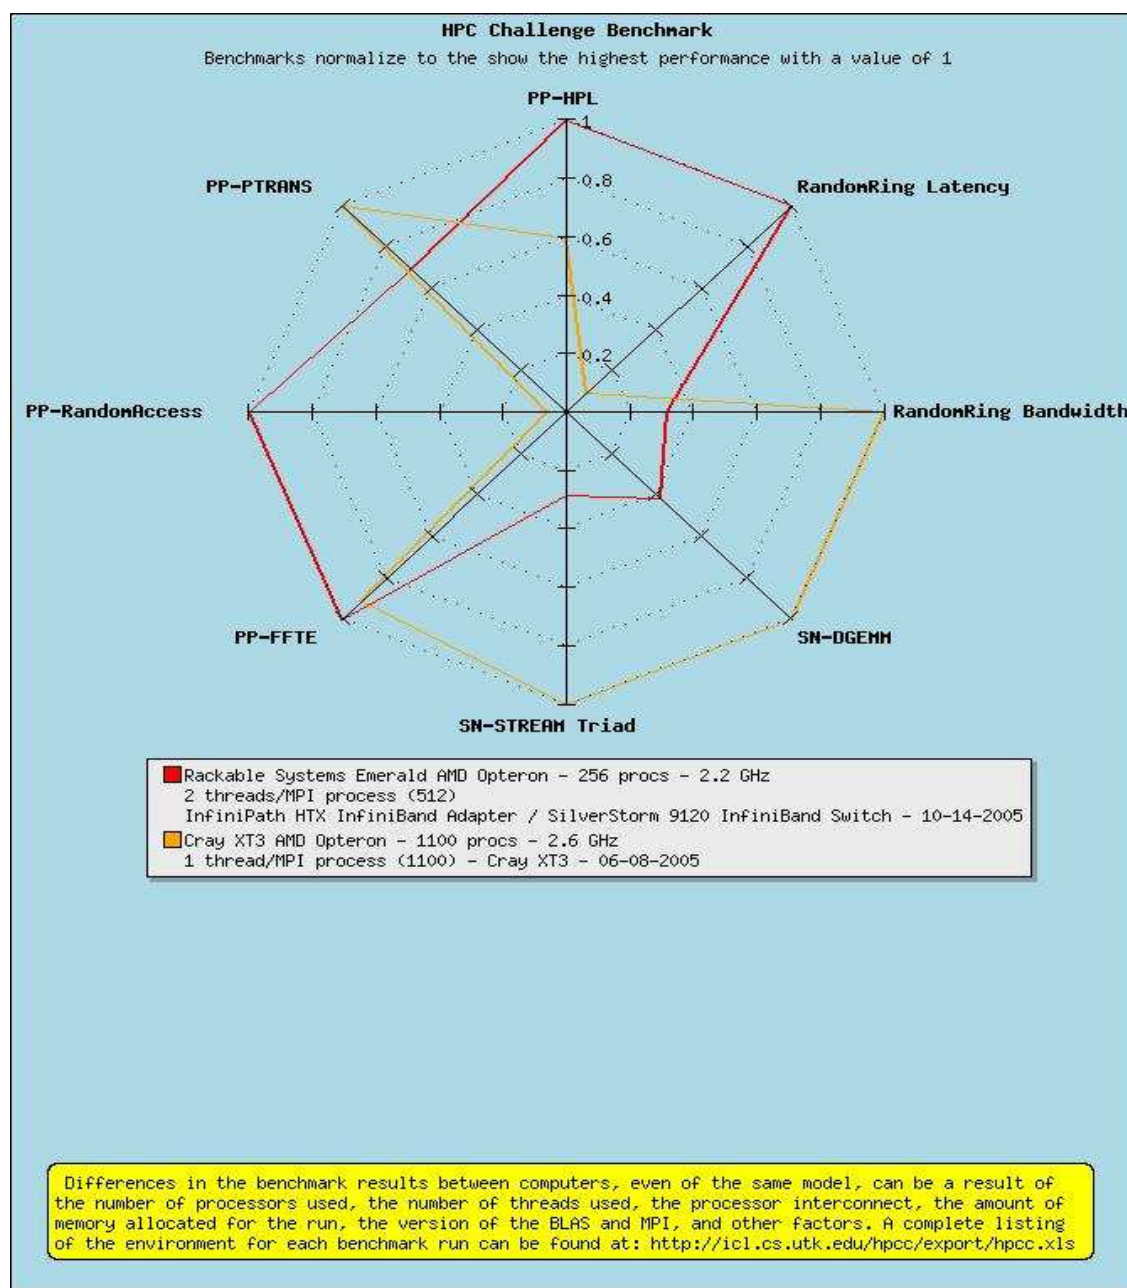 HPC Challenge Benchmark
Benchmarks normalize to the show the highest performance with a value of 1
PP-HPL
1
PP-PTRANS
RandomRing Latency
0.8
0.6
0.4
0.2
PP-RandomAccess
RandomRing Bandwidth
PP-FFTE
SN-DGEMM
SN-STREAM Triad
Rackable Systems Emerald AMD Opteron - 256 procs - 2.2 GHz
2 threads/MPI process (512)
InfiniPath HTX InfiniBand Adapter / SilverStorm 9120 InfiniBand Switch - 10-14-2005
Cray XT3 AMD Opteron - 1100 procs - 2.6 GHz
1 thread/MPI process (1100) - Cray XT3 - 06-08-2005
Differences in the benchmark results between computers, even of the same model, can be a result of
the number of processors used, the number of threads used, the processor interconnect, the amount of
memory allocated for the run, the version of the BLAS and MPI, and other factors. A complete listing
of the environment for each benchmark run can be found at: http://icl.cs.utk.edu/hpcc/export/hpcc.xls